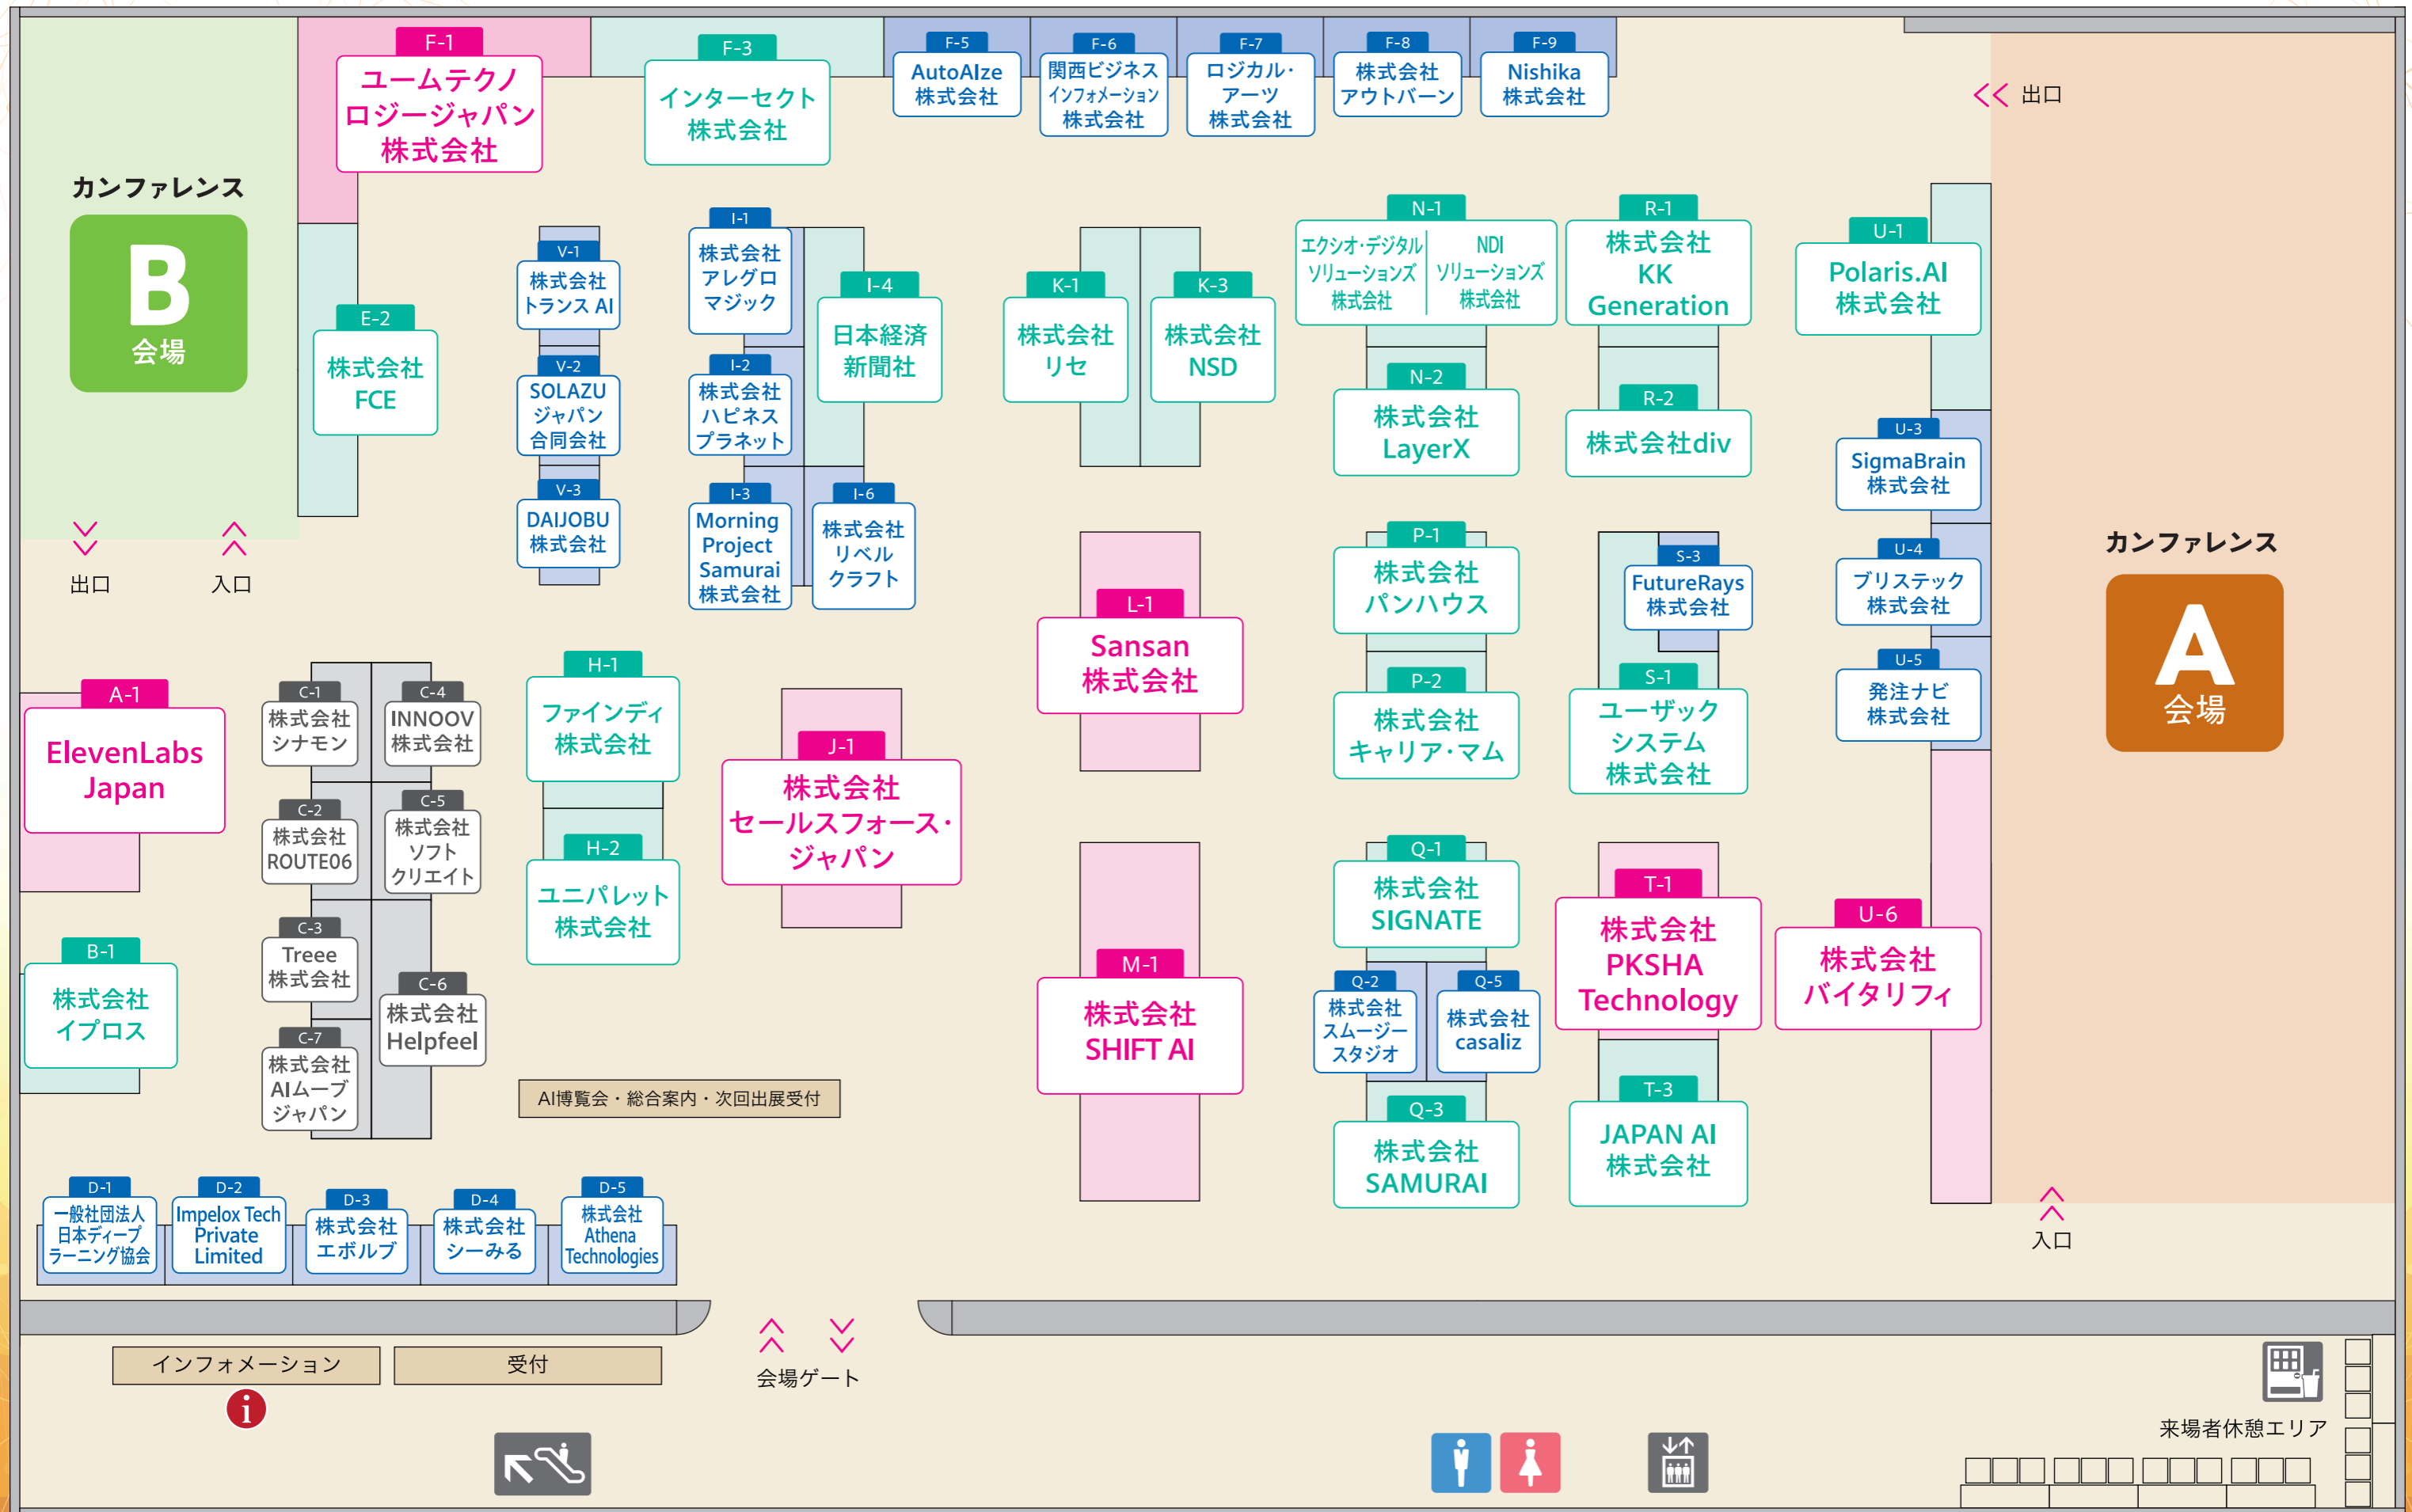 F-1
ユームテクノ
ロジージャパン
株式会社
F-3
インターセクト
株式会社
F-5
AutoAIze
株式会社
F-6
関西ビジネス
インフォメーション
株式会社
F-7
ロジカル・
アーツ
株式会社
F-8
株式会社
アウトバーン
F-9
Nishika
株式会社
出口
カンファレンス
B
会場
E-2
株式会社
FCE
出口
入口
V-1
株式会社
トランス AI
V-2
SOLAZU
ジャパン
合同会社
V-3
DAIJOBU
株式会社
I-1
株式会社
アレグロ
マジック
I-2
株式会社
ハピネス
プラネット
I-3
Morning
Project
Samurai
株式会社
I-4
日本経済
新聞社
I-6
株式会社
リベル
クラフト
K-1
株式会社
リセ
K-3
株式会社
NSD
N-1
エクシオ・デジタル
ソリューションズ
株式会社
NDI
ソリューションズ
株式会社
N-2
株式会社
LayerX
R-1
株式会社
KK
Generation
R-2
株式会社div
U-1
Polaris.AI
株式会社
U-3
SigmaBrain
株式会社
U-4
ブリステック
株式会社
U-5
発注ナビ
株式会社
カンファレンス
A
会場
L-1
Sansan
株式会社
P-1
株式会社
パンハウス
P-2
株式会社
キャリア・マム
S-3
FutureRays
株式会社
S-1
ユーザック
システム
株式会社
A-1
ElevenLabs
Japan
B-1
株式会社
イプロス
C-1
株式会社
シナモン
C-4
INNOOV
株式会社
C-2
株式会社
ROUTE06
C-5
株式会社
ソフト
クリエイト
C-3
Treee
株式会社
C-6
株式会社
Helpfeel
C-7
株式会社
AIムーブ
ジャパン
H-1
ファインディ
株式会社
H-2
ユニパレット
株式会社
J-1
株式会社
セールスフォース・
ジャパン
M-1
株式会社
SHIFT AI
Q-1
株式会社
SIGNATE
Q-2
株式会社
スムージー
スタジオ
Q-5
株式会社
casaliz
Q-3
株式会社
SAMURAI
T-1
株式会社
PKSHA
Technology
T-3
JAPAN AI
株式会社
U-6
株式会社
バイタリフィ
入口
AI博覧会・総合案内・次回出展受付
D-1
一般社団法人
日本ディープ
ラーニング協会
D-2
Impelox Tech
Private
Limited
D-3
株式会社
エボルブ
D-4
株式会社
シーみる
D-5
株式会社
Athena
Technologies
インフォメーション
i
受付
会場ゲート
来場者休憩エリア